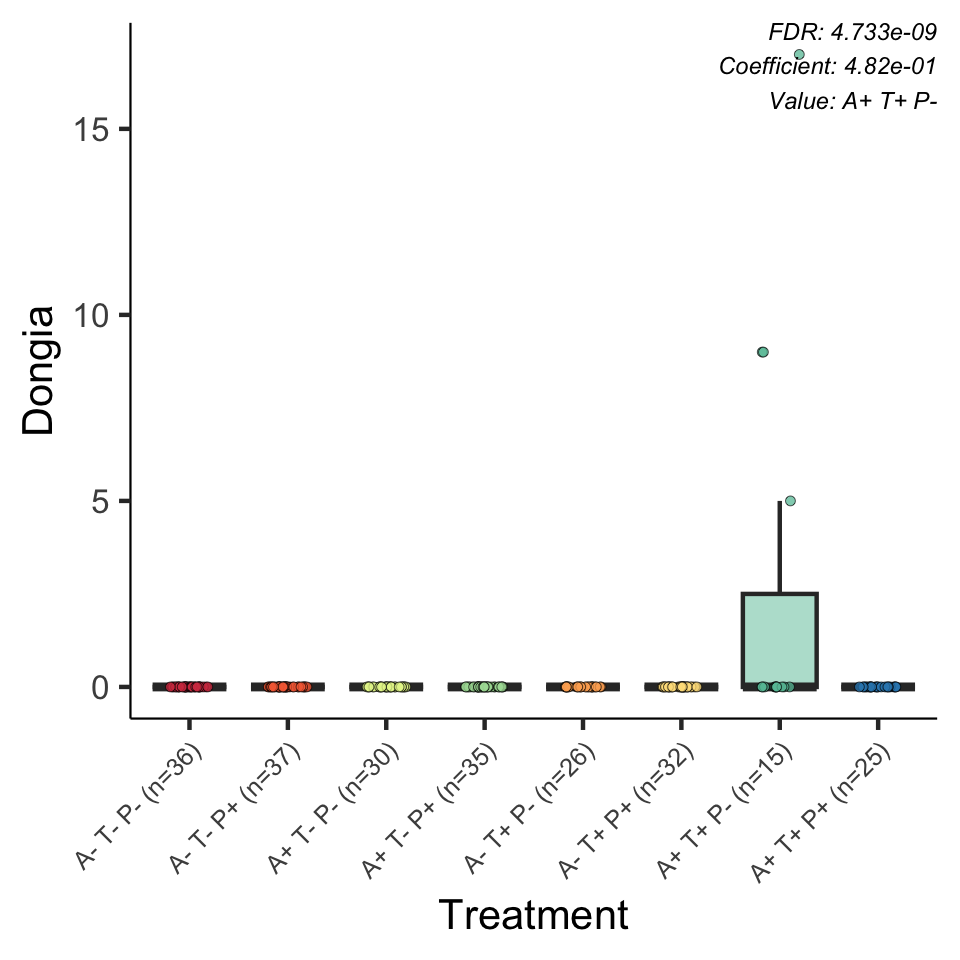 FDR: 4.733e-09
Coefficient: 4.82e-01
Value: A+ T+ P-
15
10
5
0
Dongia
A- T- P- (n=36)
A- T- P+ (n=37)
A+ T- P- (n=30)
A+ T- P+ (n=35)
A- T+ P- (n=26)
A- T+ P+ (n=32)
A+ T+ P- (n=15)
A+ T+ P+ (n=25)
Treatment